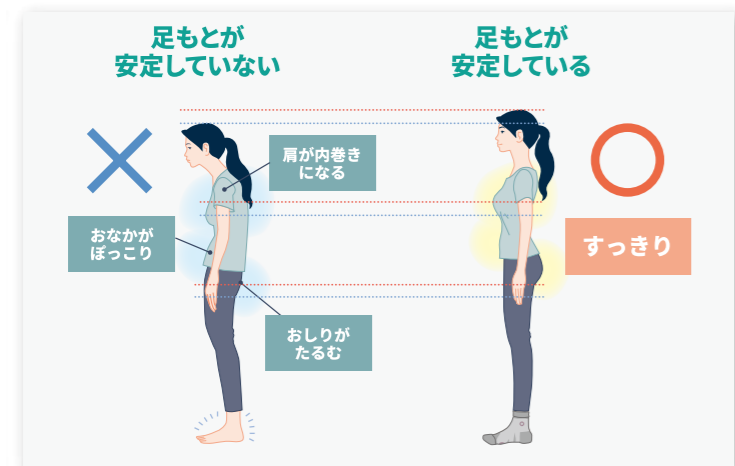 足もとが
安定していない
足もとが
安定している
肩が内巻き
になる
おなかが
ぽっこり
すっきり
おしりが
たるむ